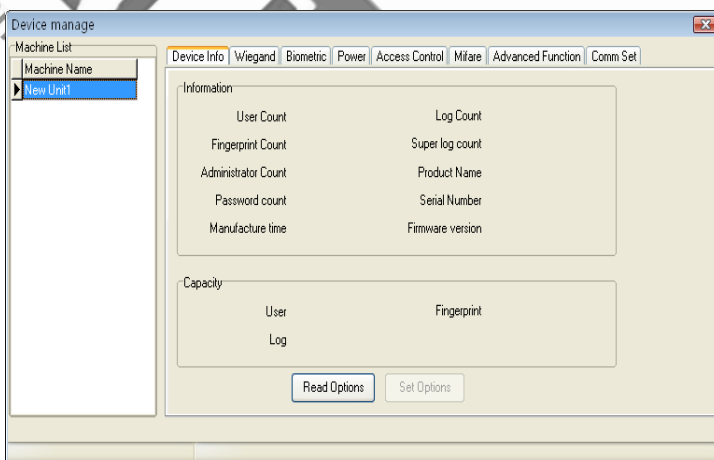 Device manage
Machine List
Machine Name
New Unit1
Device Info Wiegand Biometric Power Access Control Mifare Advanced Function Comm Set
Information
User Count Log Count
Fingerprint Count Super log count
Administrator Count Product Name
Password count Serial Number
Manufacture time Firmware version
Capacity
User Fingerprint
Log
Read Options Set Options